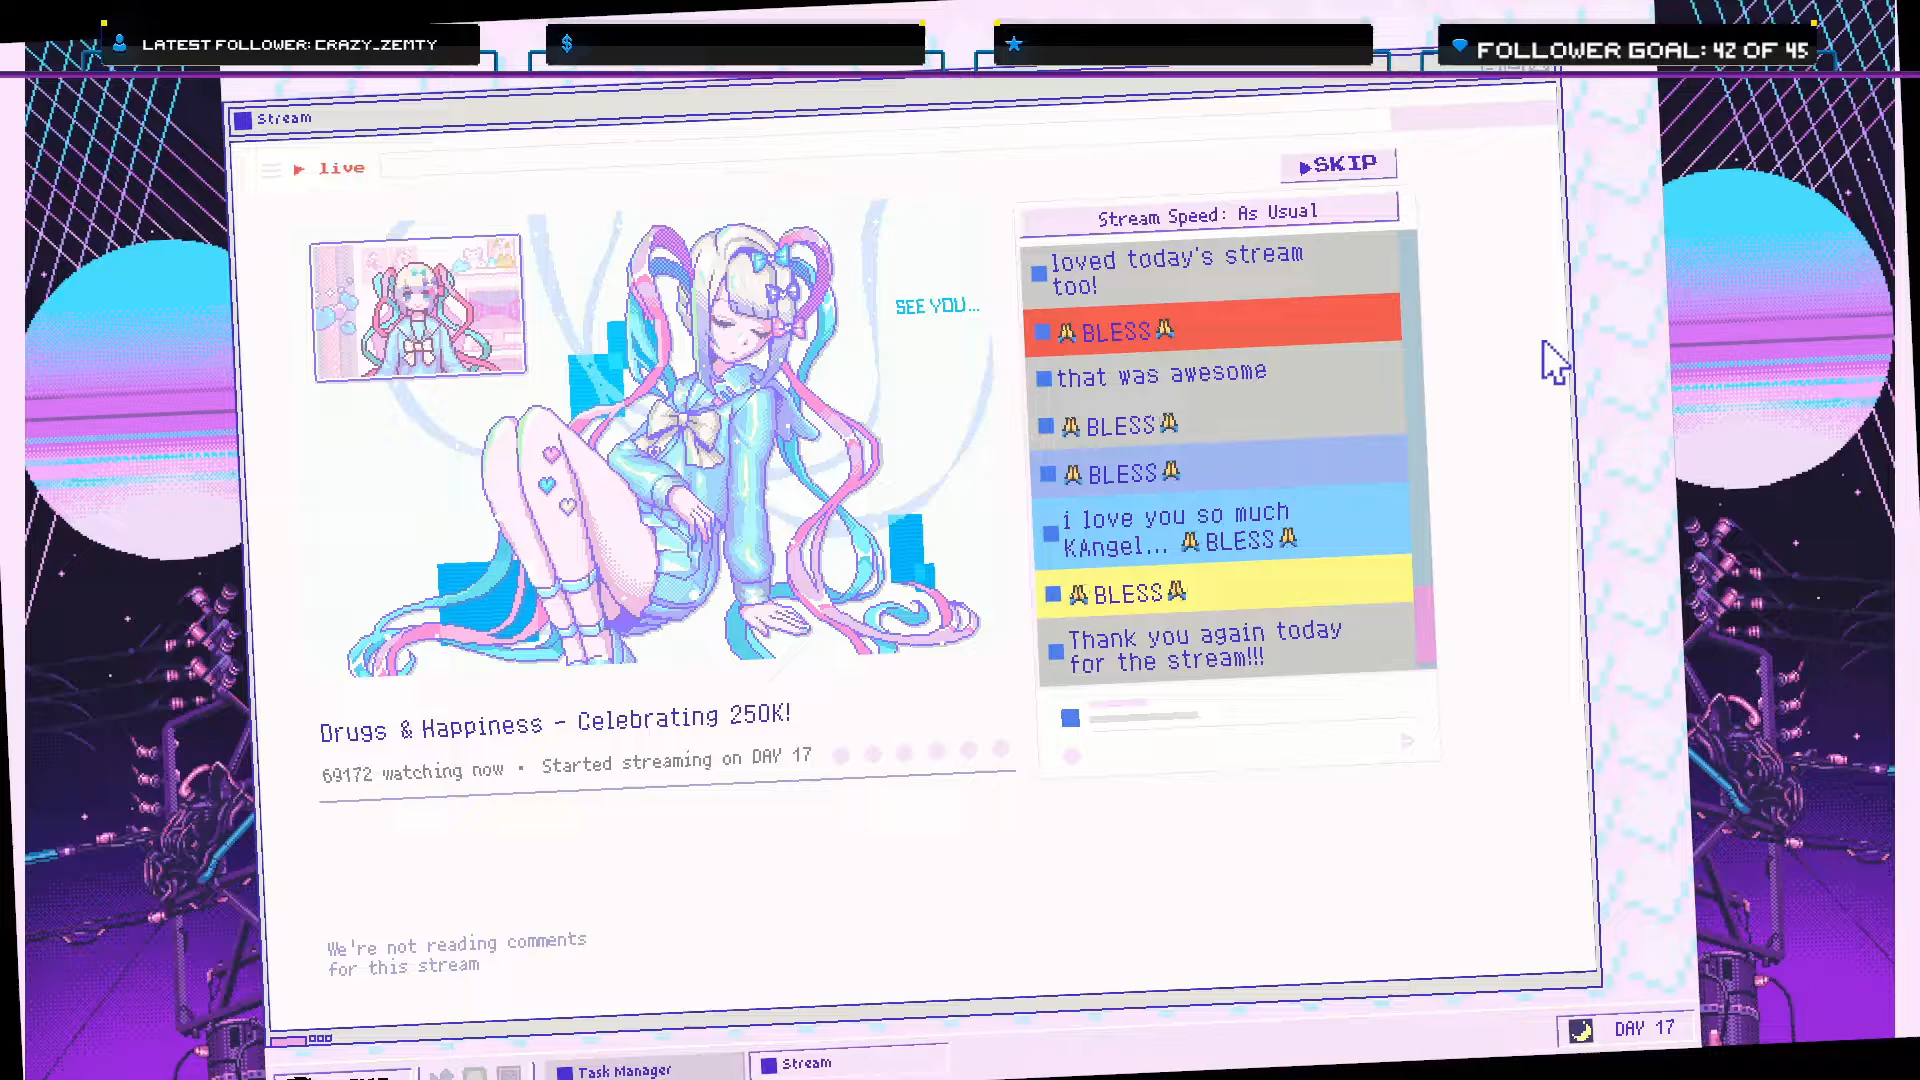 LATEST FOLLOWER: CRAZY_ZEMTY
FOLLOWER GOAL: 42 OF 45
Stream
live
SKIP
SEE YOU...
Stream Speed: As Usual
loved today's stream
too!
🙏BLESS🙏
that was awesome
🙏BLESS🙏
🙏BLESS🙏
i love you so much
KAngel... 🙏BLESS🙏
🙏BLESS🙏
Thank you again today
for the stream!!!
Drugs & Happiness - Celebrating 250K!
69172 watching now • Started streaming on DAY 17
We're not reading comments
for this stream
DAY 17
Task Manager
Stream